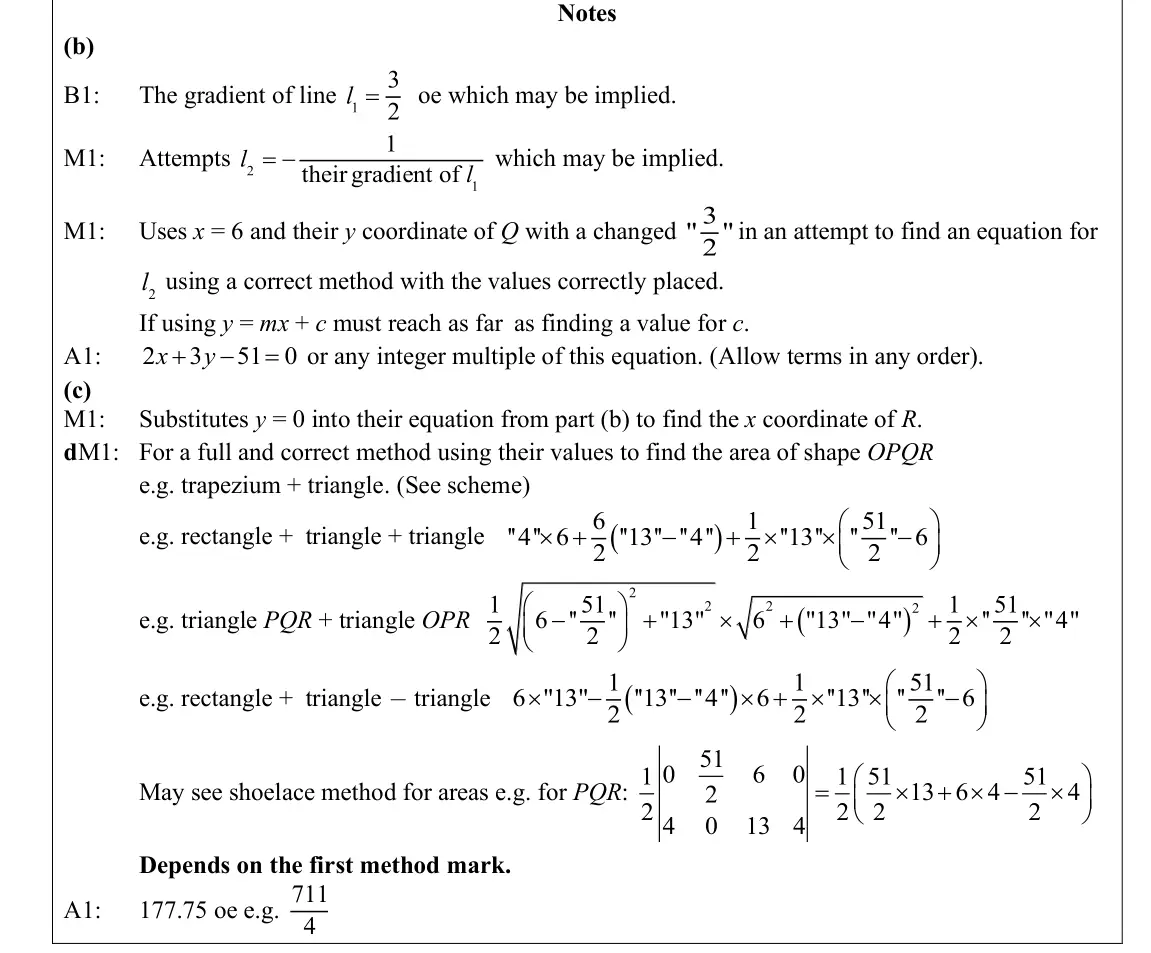 Notes
(b)
B1: The gradient of line l₁ = 3/2 oe which may be implied.
M1: Attempts l₂ = − 1/(their gradient of l₁) which may be implied.
M1: Uses x = 6 and their y coordinate of Q with a changed "3/2" in an attempt to find an equation for
l₂ using a correct method with the values correctly placed.
If using y = mx + c must reach as far as finding a value for c.
A1: 2x + 3y − 51 = 0 or any integer multiple of this equation. (Allow terms in any order).
(c)
M1: Substitutes y = 0 into their equation from part (b) to find the x coordinate of R.
dM1: For a full and correct method using their values to find the area of shape OPQR
e.g. trapezium + triangle. (See scheme)
e.g. rectangle + triangle + triangle "4"×6 + 6/2("13"−"4") + 1/2×"13"×("51/2"−6)
e.g. triangle PQR + triangle OPR 1/2 √((6−"51/2")² + "13"²) × √(6² + ("13"−"4")²) + 1/2×"51/2"×"4"
e.g. rectangle + triangle − triangle 6×"13" − 1/2("13"−"4")×6 + 1/2×"13"×("51/2"−6)
May see shoelace method for areas e.g. for PQR: 1/2 |0 51/2 6 0; 4 0 13 4| = 1/2(51/2×13 + 6×4 − 51/2×4)
Depends on the first method mark.
A1: 177.75 oe e.g. 711/4